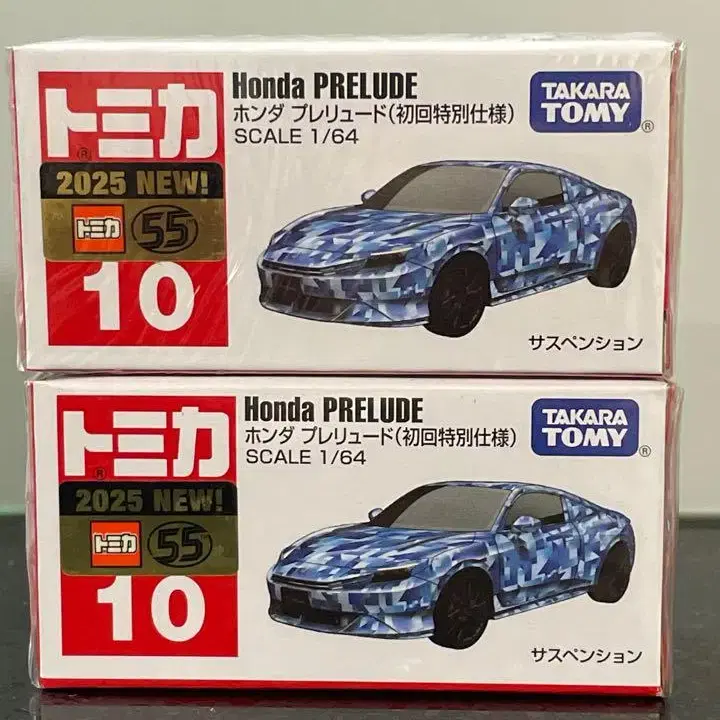 トミカ®
2025 NEW!
トミカ 55
10
Honda PRELUDE
ホンダ プレリュード(初回特別仕様)
SCALE 1/64
TAKARA
TOMY®
サスペンション
トミカ®
2025 NEW!
トミカ 55
10
Honda PRELUDE
ホンダ プレリュード(初回特別仕様)
SCALE 1/64
TAKARA
TOMY®
サスペンション